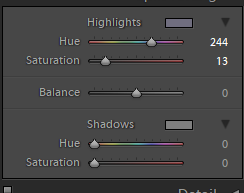 Highlights
Hue 244
Saturation 13
Balance 0
Shadows
Hue 0
Saturation 0
Detail